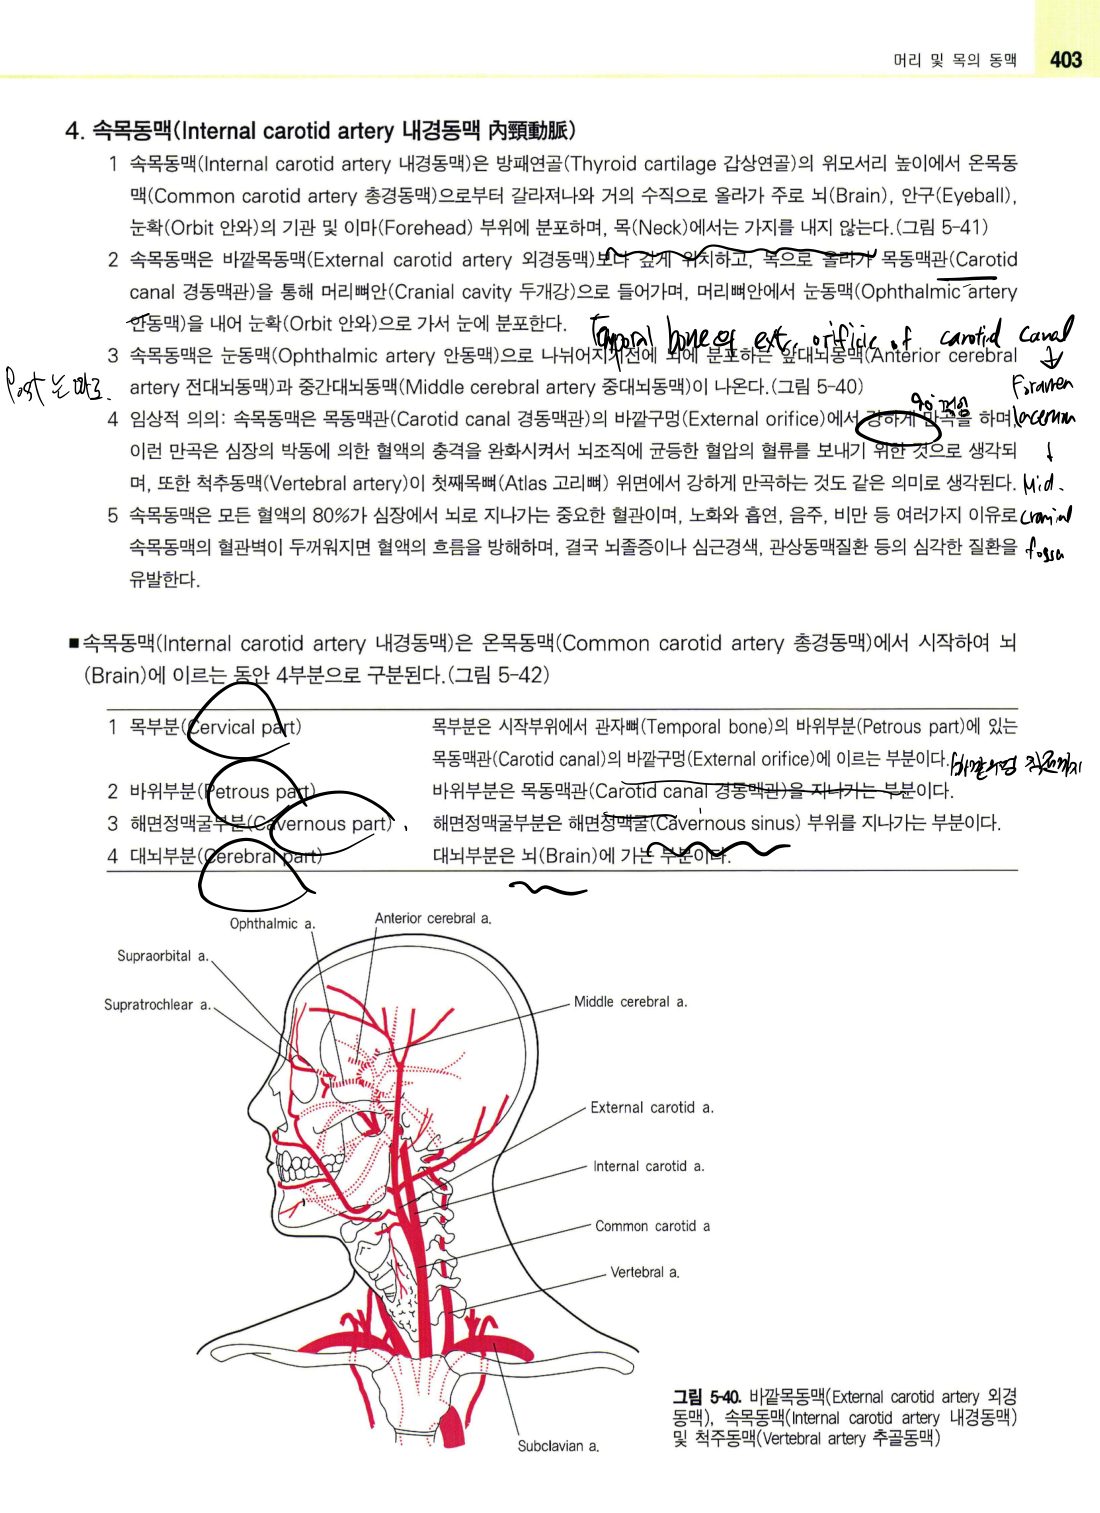 머리 및 목의 동맥 403
4. 속목동맥(Internal carotid artery 내경동맥 內頸動脈)
1 속목동맥(Internal carotid artery 내경동맥)은 방패연골(Thyroid cartilage 갑상연골)의 위모서리 높이에서 온목동
맥(Common carotid artery 총경동맥)으로부터 갈라져나와 거의 수직으로 올라가 주로 뇌(Brain), 안구(Eyeball),
눈확(Orbit 안와)의 기관 및 이마(Forehead) 부위에 분포하며, 목(Neck)에서는 가지를 내지 않는다.(그림 5-41)
2 속목동맥은 바깥목동맥(External carotid artery 외경동맥)보다 깊게 위치하고, 목으로 올라가 목동맥관(Carotid
canal 경동맥관)을 통해 머리뼈안(Cranial cavity 두개강)으로 들어가며, 머리뼈안에서 눈동맥(Ophthalmic artery
안동맥)을 내어 눈확(Orbit 안와)으로 가서 눈에 분포한다.
Temporal bone의 ext. orificie of carotid canal
↓
3 속목동맥은 눈동맥(Ophthalmic artery 안동맥)으로 나뉘어지기전에 뇌에 분포하는 앞대뇌동맥(Anterior cerebral
artery 전대뇌동맥)과 중간대뇌동맥(Middle cerebral artery 중대뇌동맥)이 나온다.(그림 5-40)
Foramen
lacerum
↓
Mid.
cranial
fossa
90°
4 임상적 의의: 속목동맥은 목동맥관(Carotid canal 경동맥관)의 바깥구멍(External orifice)에서 강하게 만곡을 하며,
이런 만곡은 심장의 박동에 의한 혈액의 충격을 완화시켜서 뇌조직에 균등한 혈압의 혈류를 보내기 위한 것으로 생각되
며, 또한 척추동맥(Vertebral artery)이 첫째목뼈(Atlas 고리뼈) 위면에서 강하게 만곡하는 것도 같은 의미로 생각된다.
5 속목동맥은 모든 혈액의 80%가 심장에서 뇌로 지나가는 중요한 혈관이며, 노화와 흡연, 음주, 비만 등 여러가지 이유로
속목동맥의 혈관벽이 두꺼워지면 혈액의 흐름을 방해하며, 결국 뇌졸증이나 심근경색, 관상동맥질환 등의 심각한 질환을
유발한다.
■ 속목동맥(Internal carotid artery 내경동맥)은 온목동맥(Common carotid artery 총경동맥)에서 시작하여 뇌
(Brain)에 이르는 동안 4부분으로 구분된다.(그림 5-42)
1 목부분(Cervical part) 목부분은 시작부위에서 관자뼈(Temporal bone)의 바위부분(Petrous part)에 있는
목동맥관(Carotid canal)의 바깥구멍(External orifice)에 이르는 부분이다.
바깥구멍 직전까지
2 바위부분(Petrous part) 바위부분은 목동맥관(Carotid canal 경동맥관)을 지나가는 부분이다.
3 해면정맥굴부분(Cavernous part) 해면정맥굴부분은 해면정맥굴(Cavernous sinus) 부위를 지나가는 부분이다.
4 대뇌부분(Cerebral part) 대뇌부분은 뇌(Brain)에 가는 부분이다.
Ophthalmic a.
Anterior cerebral a.
Supraorbital a.
Supratrochlear a.
Middle cerebral a.
External carotid a.
Internal carotid a.
Common carotid a
Vertebral a.
Subclavian a.
그림 5-40. 바깥목동맥(External carotid artery 외경
동맥), 속목동맥(Internal carotid artery 내경동맥)
및 척주동맥(Vertebral artery 추골동맥)